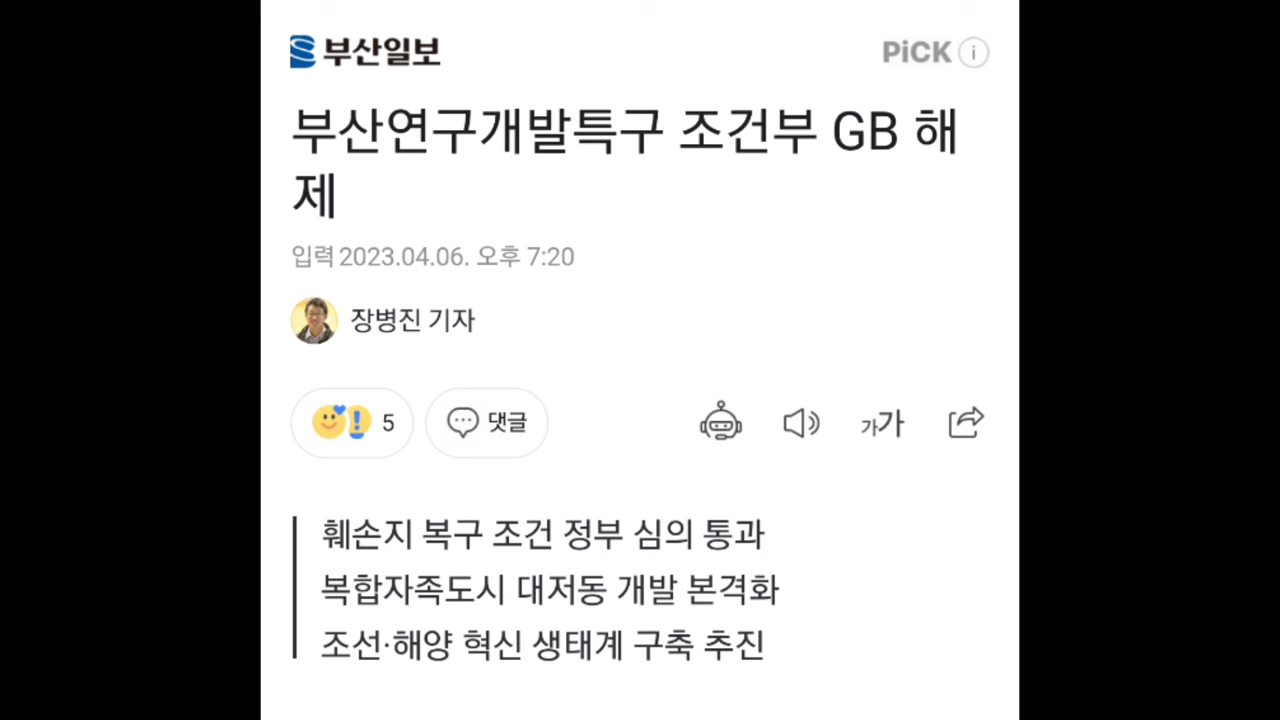 부산일보
PiCK i
부산연구개발특구 조건부 GB 해
제
입력 2023.04.06. 오후 7:20
장병진 기자
5
댓글
가가
훼손지 복구 조건 정부 심의 통과
복합자족도시 대저동 개발 본격화
조선·해양 혁신 생태계 구축 추진